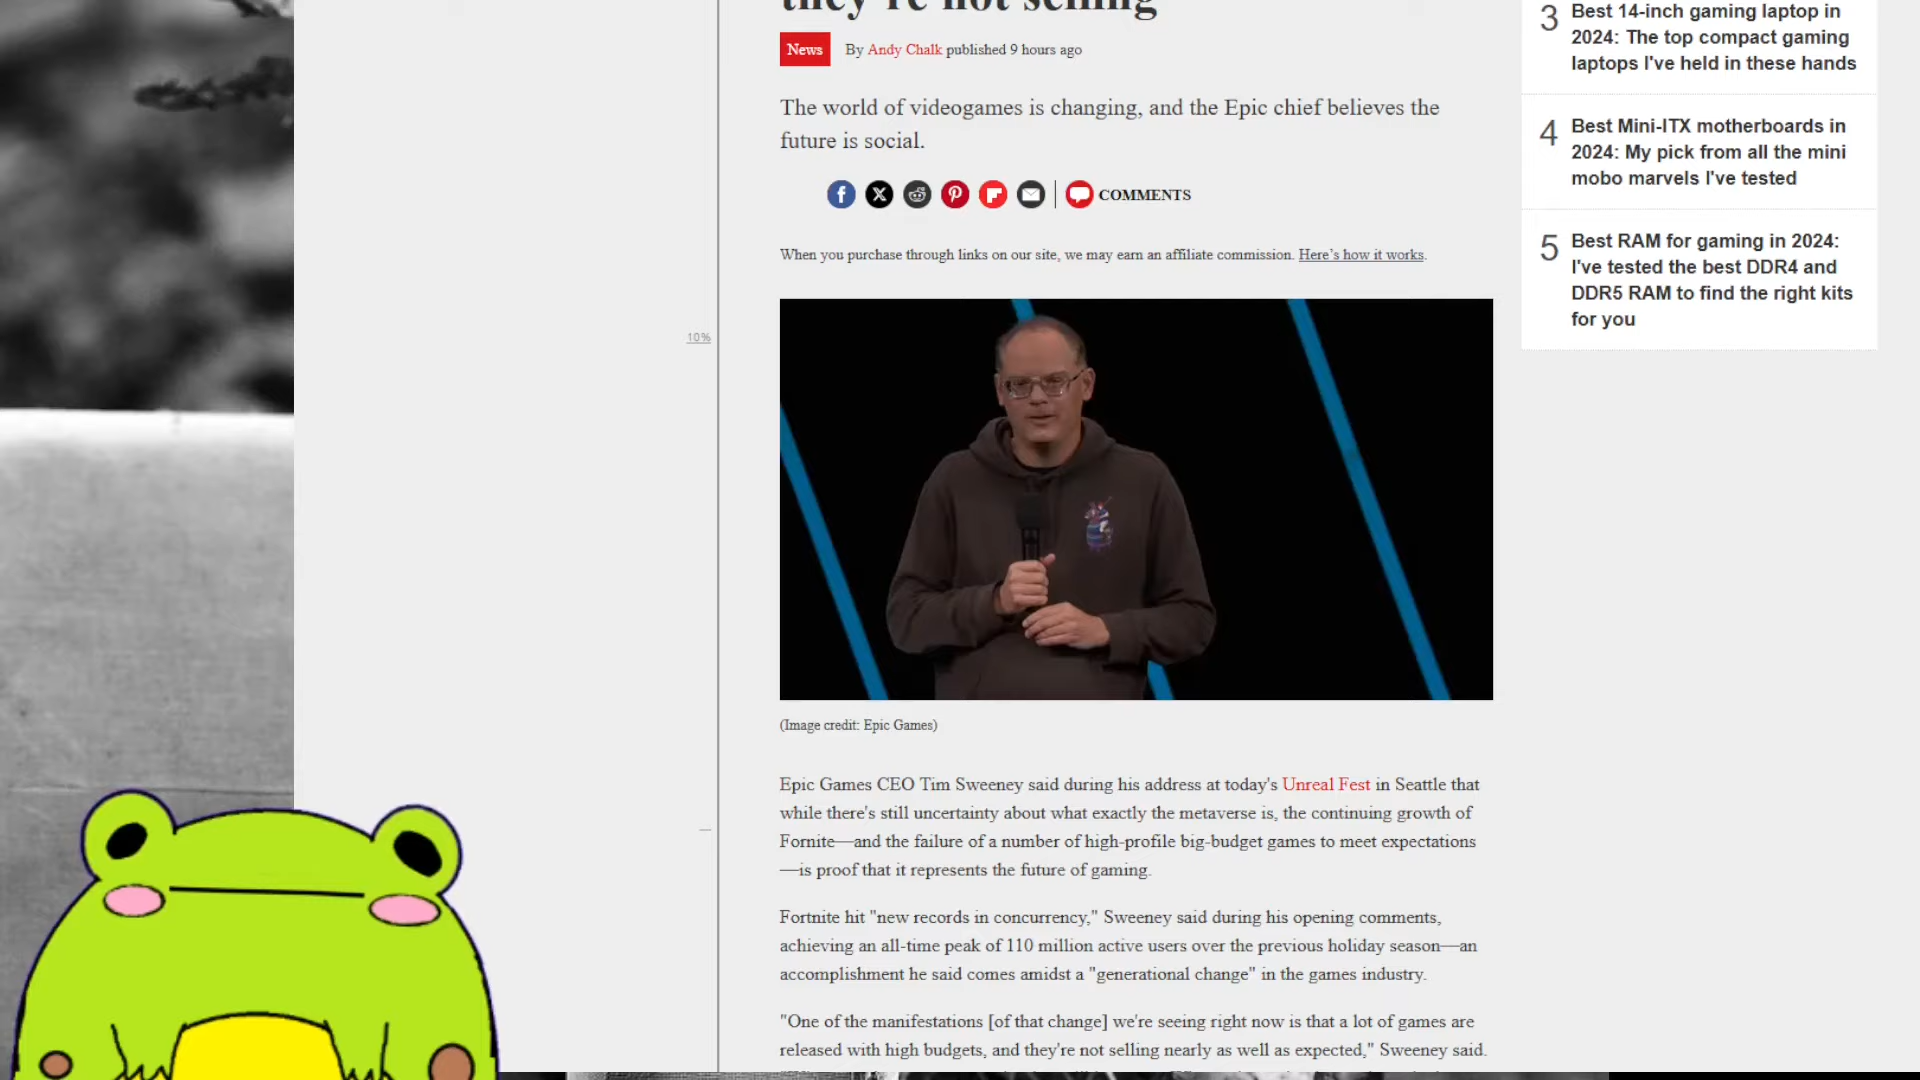 they're not selling
News
By Andy Chalk published 9 hours ago
The world of videogames is changing, and the Epic chief believes the
future is social.
COMMENTS
When you purchase through links on our site, we may earn an affiliate commission. Here’s how it works.
10%
(Image credit: Epic Games)
Epic Games CEO Tim Sweeney said during his address at today's Unreal Fest in Seattle that
while there's still uncertainty about what exactly the metaverse is, the continuing growth of
Fornite—and the failure of a number of high-profile big-budget games to meet expectations
—is proof that it represents the future of gaming.
Fortnite hit "new records in concurrency," Sweeney said during his opening comments,
achieving an all-time peak of 110 million active users over the previous holiday season—an
accomplishment he said comes amidst a "generational change" in the games industry.
"One of the manifestations [of that change] we're seeing right now is that a lot of games are
released with high budgets, and they're not selling nearly as well as expected," Sweeney said.
3
Best 14-inch gaming laptop in
2024: The top compact gaming
laptops I've held in these hands
4
Best Mini-ITX motherboards in
2024: My pick from all the mini
mobo marvels I've tested
5
Best RAM for gaming in 2024:
I've tested the best DDR4 and
DDR5 RAM to find the right kits
for you